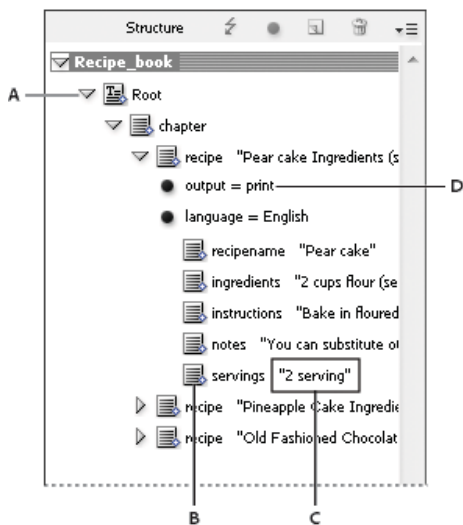 Structure
Recipe_book
A
Root
chapter
recipe "Pear cake Ingredients (s
output = print
D
language = English
recipename "Pear cake"
ingredients "2 cups flour (se
instructions "Bake in floured
notes "You can substitute ot
servings "2 serving"
recipe "Pineapple Cake Ingredie
recipe "Old Fashioned Chocolat
B
C